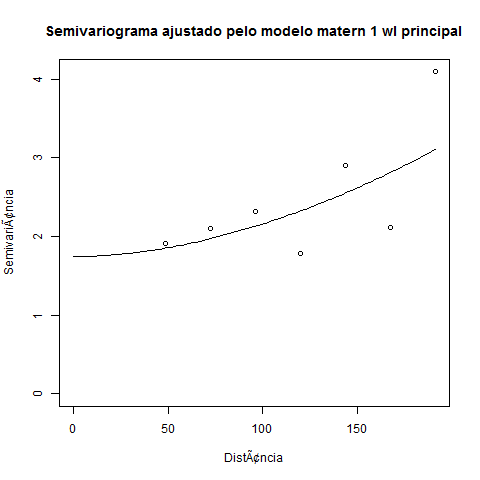 Semivariograma ajustado pelo modelo matern 1 wl principal
4
3
2
1
0
SemivariÃ¢ncia
0 50 100 150
DistÃ¢ncia